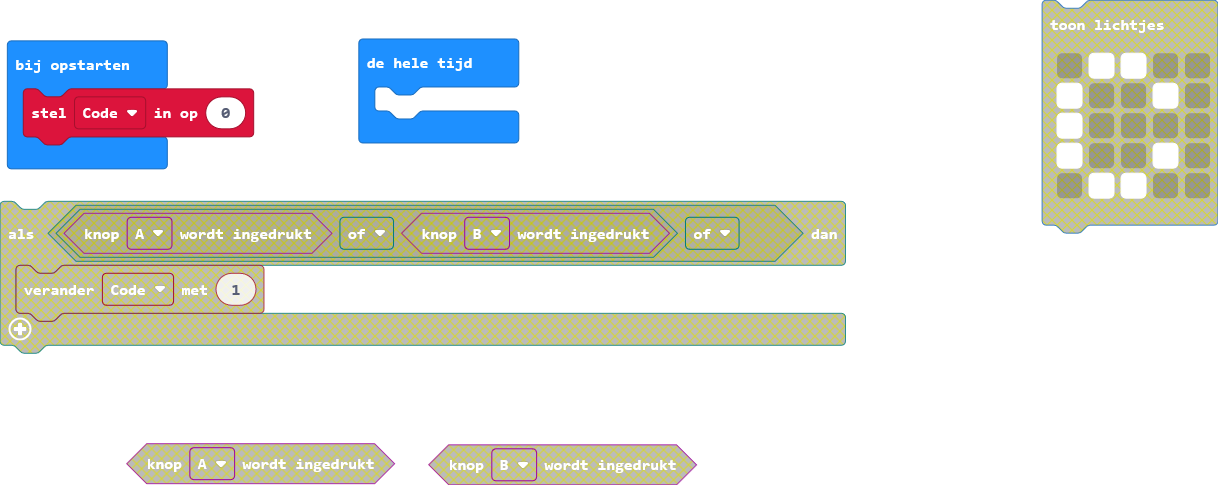 bij opstarten
stel Code in op 0
de hele tijd
toon lichtjes
als knop A wordt ingedrukt of knop B wordt ingedrukt of dan
verander Code met 1
knop A wordt ingedrukt
knop B wordt ingedrukt